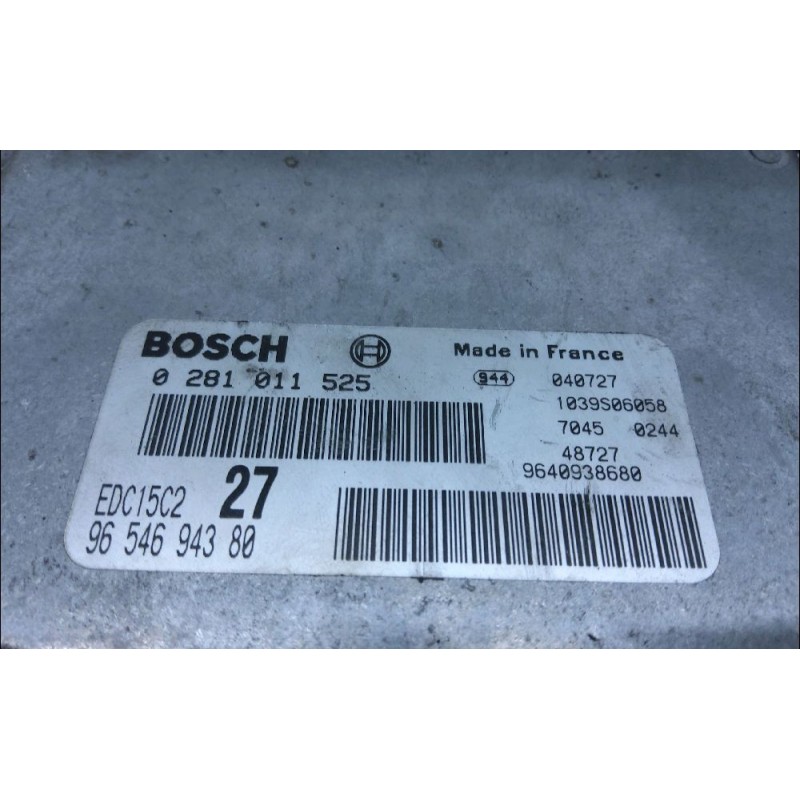 BOSCH Made in France
0 281 011 525 944 040727
1039S06058
7045 0244
48727
9640938680
EDC15C2 27
96 546 943 80